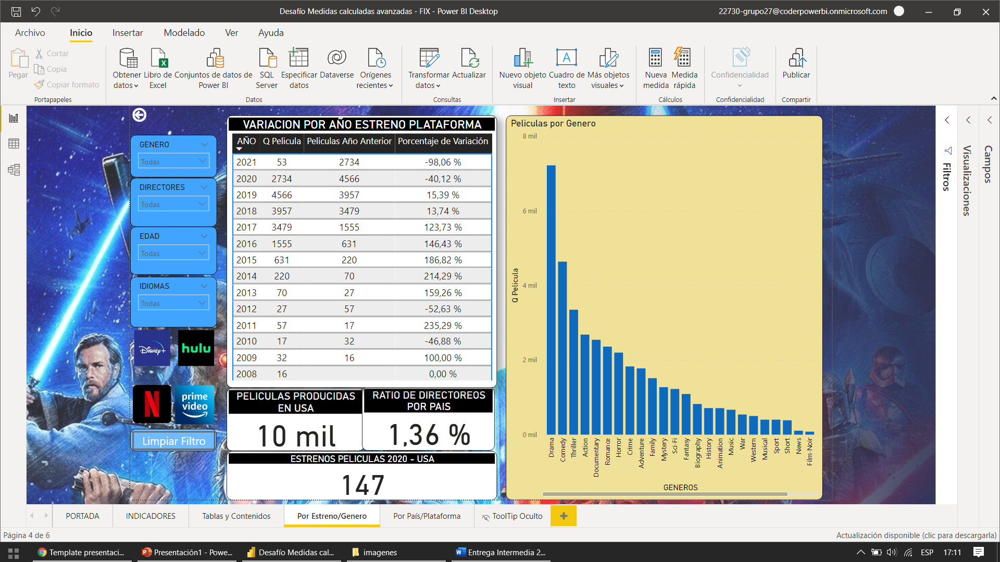 Desafío Medidas calculadas avanzadas - FIX - Power BI Desktop
22730-grupo27@coderpowerbi.onmicrosoft.com
Archivo Inicio Insertar Modelado Ver Ayuda
Pegar
Cortar
Copia
Copiar formato
Portapapeles
Obtener datos
Libro de Excel
Conjuntos de datos de Power BI
SQL Server
Especificar datos
Dataverse
Orígenes recientes
Datos
Transformar datos
Actualizar
Consultas
Nuevo objeto visual
Cuadro de texto
Más objetos visuales
Insertar
Nueva medida
Medida rápida
Cálculos
Confidencialidad
Confidencialidad
Publicar
Compartir
GENERO
Todas
DIRECTORES
Todas
EDAD
Todas
IDIOMAS
Todas
Disney+
hulu
N
prime video
Limpiar Filtro
VARIACION POR AÑO ESTRENO PLATAFORMA
AÑO Q Pelicula Peliculas Año Anterior Porcentaje de Variación
2021 53 2734 -98,06 %
2020 2734 4566 -40,12 %
2019 4566 3957 15,39 %
2018 3957 3479 13,74 %
2017 3479 1555 123,73 %
2016 1555 631 146,43 %
2015 631 220 186,82 %
2014 220 70 214,29 %
2013 70 27 159,26 %
2012 27 57 -52,63 %
2011 57 17 235,29 %
2010 17 32 -46,88 %
2009 32 16 100,00 %
2008 16 0,00 %
PELICULAS PRODUCIDAS
EN USA
10 mil
RATIO DE DIRECTOREOS
POR PAIS
1,36 %
ESTRENOS PELICULAS 2020 - USA
147
Peliculas por Genero
8 mil
6 mil
4 mil
2 mil
0 mil
Q Pelicula
Drama
Comedy
Thriller
Action
Documentary
Romance
Horror
Crime
Adventure
Family
Mystery
Sci-Fi
Fantasy
Biography
History
Animation
Music
War
Western
Musical
Sport
Short
News
Film-Noir
GENEROS
Filtros
Visualizaciones
Campos
PORTADA INDICADORES Tablas y Contenidos Por Estreno/Genero Por País/Plataforma ToolTip Oculto
Página 4 de 6
Actualización disponible (clic para descargarla)
Template presentaci...
Presentación1 - Powe...
Desafío Medidas cal...
imagenes
Entrega Intermedia 2...
ESP
17:11